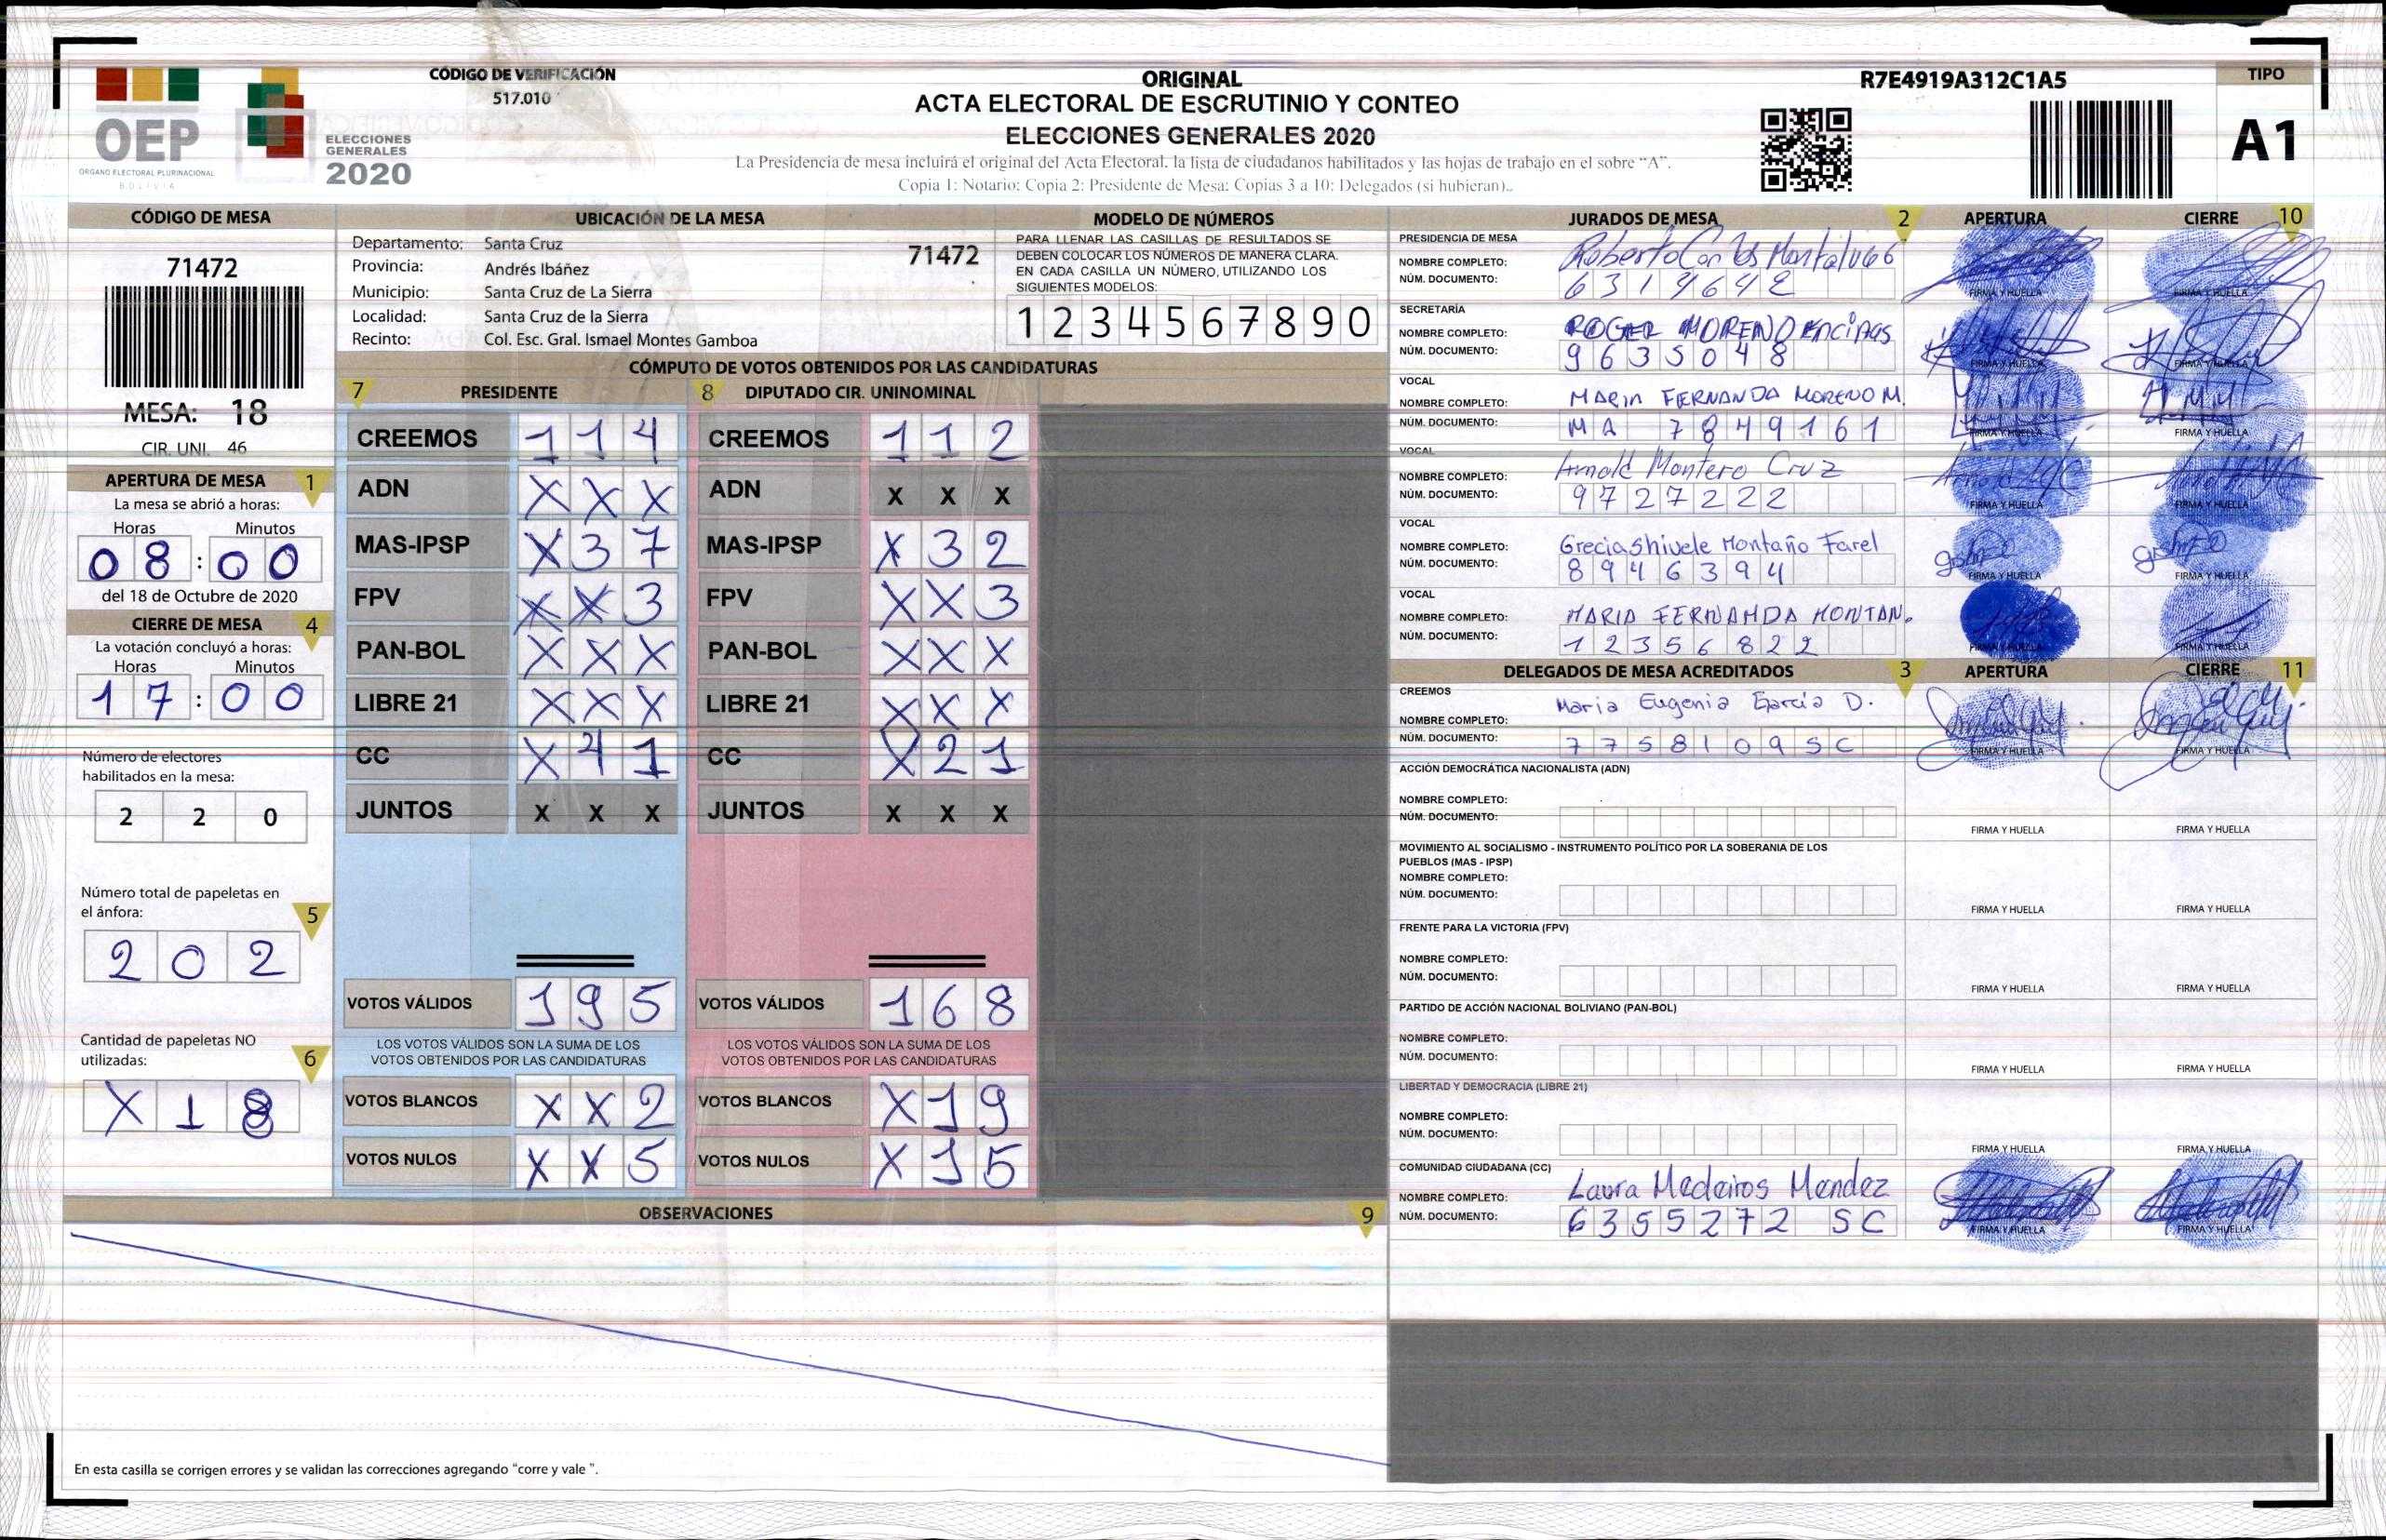 OEP
ÓRGANO ELECTORAL PLURINACIONAL
BOLIVIA
ELECCIONES
GENERALES
2020
CÓDIGO DE VERIFICACIÓN
517.010
ORIGINAL
ACTA ELECTORAL DE ESCRUTINIO Y CONTEO
ELECCIONES GENERALES 2020
La Presidencia de mesa incluirá el original del Acta Electoral, la lista de ciudadanos habilitados y las hojas de trabajo en el sobre “A”.
Copia 1: Notario; Copia 2: Presidente de Mesa; Copias 3 a 10: Delegados (si hubieran)..
R7E4919A312C1A5
TIPO
A1
CÓDIGO DE MESA
71472
MESA: 18
CIR. UNI. 46
APERTURA DE MESA 1
La mesa se abrió a horas:
Horas Minutos
08:00
del 18 de Octubre de 2020
CIERRE DE MESA 4
La votación concluyó a horas:
Horas Minutos
17:00
Número de electores
habilitados en la mesa:
2 2 0
Número total de papeletas en
el ánfora: 5
2 0 2
Cantidad de papeletas NO
utilizadas: 6
X 1 8
UBICACIÓN DE LA MESA
Departamento: Santa Cruz 71472
Provincia: Andrés Ibáñez
Municipio: Santa Cruz de La Sierra
Localidad: Santa Cruz de la Sierra
Recinto: Col. Esc. Gral. Ismael Montes Gamboa
MODELO DE NÚMEROS
PARA LLENAR LAS CASILLAS DE RESULTADOS SE
DEBEN COLOCAR LOS NÚMEROS DE MANERA CLARA.
EN CADA CASILLA UN NÚMERO, UTILIZANDO LOS
SIGUIENTES MODELOS:
1 2 3 4 5 6 7 8 9 0
CÓMPUTO DE VOTOS OBTENIDOS POR LAS CANDIDATURAS
7 PRESIDENTE 8 DIPUTADO CIR. UNINOMINAL
CREEMOS 1 1 4 CREEMOS 1 1 2
ADN X X X ADN X X X
MAS-IPSP X 3 7 MAS-IPSP X 3 2
FPV X X 3 FPV X X 3
PAN-BOL X X X PAN-BOL X X X
LIBRE 21 X X X LIBRE 21 X X X
CC X 4 1 CC X 2 1
JUNTOS X X X JUNTOS X X X
VOTOS VÁLIDOS 1 9 5 VOTOS VÁLIDOS 1 6 8
LOS VOTOS VÁLIDOS SON LA SUMA DE LOS LOS VOTOS VÁLIDOS SON LA SUMA DE LOS
VOTOS OBTENIDOS POR LAS CANDIDATURAS VOTOS OBTENIDOS POR LAS CANDIDATURAS
VOTOS BLANCOS X X 2 VOTOS BLANCOS X 1 9
VOTOS NULOS X X 5 VOTOS NULOS X 1 5
OBSERVACIONES 9
En esta casilla se corrigen errores y se validan las correcciones agregando “corre y vale ”.
JURADOS DE MESA 2 APERTURA CIERRE 10
PRESIDENCIA DE MESA
NOMBRE COMPLETO: Roberto Carlos
NÚM. DOCUMENTO: 6319642
FIRMA Y HUELLA FIRMA Y HUELLA
SECRETARÍA
NOMBRE COMPLETO: ROGER MORENO Encinas
NÚM. DOCUMENTO: 9635048
FIRMA Y HUELLA FIRMA Y HUELLA
VOCAL
NOMBRE COMPLETO: MARIA FERNANDA MORENO M.
NÚM. DOCUMENTO: MA 7849161
FIRMA Y HUELLA FIRMA Y HUELLA
VOCAL
NOMBRE COMPLETO: Arnold Montero Cruz
NÚM. DOCUMENTO: 9727222
FIRMA Y HUELLA FIRMA Y HUELLA
VOCAL
NOMBRE COMPLETO: Grecia Shivele Montaño Farel
NÚM. DOCUMENTO: 8946394
FIRMA Y HUELLA FIRMA Y HUELLA
VOCAL
NOMBRE COMPLETO: MARIA FERNANDA MONTAN.
NÚM. DOCUMENTO: 12356822
FIRMA Y HUELLA FIRMA Y HUELLA
DELEGADOS DE MESA ACREDITADOS 3 APERTURA CIERRE 11
CREEMOS
NOMBRE COMPLETO: Maria Eugenia Garcia D.
NÚM. DOCUMENTO: 7758109SC
FIRMA Y HUELLA FIRMA Y HUELLA
ACCIÓN DEMOCRÁTICA NACIONALISTA (ADN)
NOMBRE COMPLETO:
NÚM. DOCUMENTO:
FIRMA Y HUELLA FIRMA Y HUELLA
MOVIMIENTO AL SOCIALISMO - INSTRUMENTO POLÍTICO POR LA SOBERANIA DE LOS
PUEBLOS (MAS - IPSP)
NOMBRE COMPLETO:
NÚM. DOCUMENTO:
FIRMA Y HUELLA FIRMA Y HUELLA
FRENTE PARA LA VICTORIA (FPV)
NOMBRE COMPLETO:
NÚM. DOCUMENTO:
FIRMA Y HUELLA FIRMA Y HUELLA
PARTIDO DE ACCIÓN NACIONAL BOLIVIANO (PAN-BOL)
NOMBRE COMPLETO:
NÚM. DOCUMENTO:
FIRMA Y HUELLA FIRMA Y HUELLA
LIBERTAD Y DEMOCRACIA (LIBRE 21)
NOMBRE COMPLETO:
NÚM. DOCUMENTO:
FIRMA Y HUELLA FIRMA Y HUELLA
COMUNIDAD CIUDADANA (CC)
NOMBRE COMPLETO: Laura Medeiros Mendez
NÚM. DOCUMENTO: 6355272 SC
FIRMA Y HUELLA FIRMA Y HUELLA